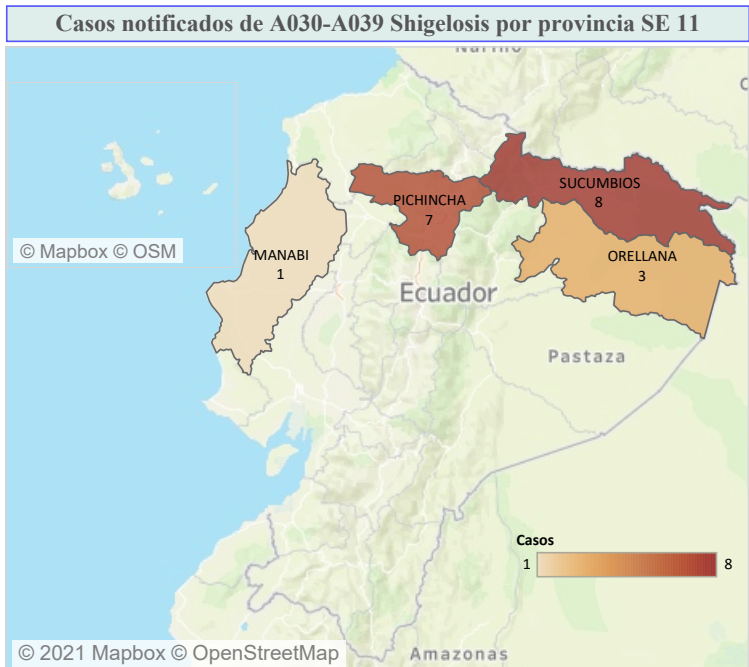 Casos notificados de A030-A039 Shigelosis por provincia SE 11
Nariño
SUCUMBIOS
8
PICHINCHA
7
© Mapbox © OSM
MANABI
1
ORELLANA
3
Ecuador
Pastaza
Casos
1
8
© 2021 Mapbox © OpenStreetMap
Amazonas